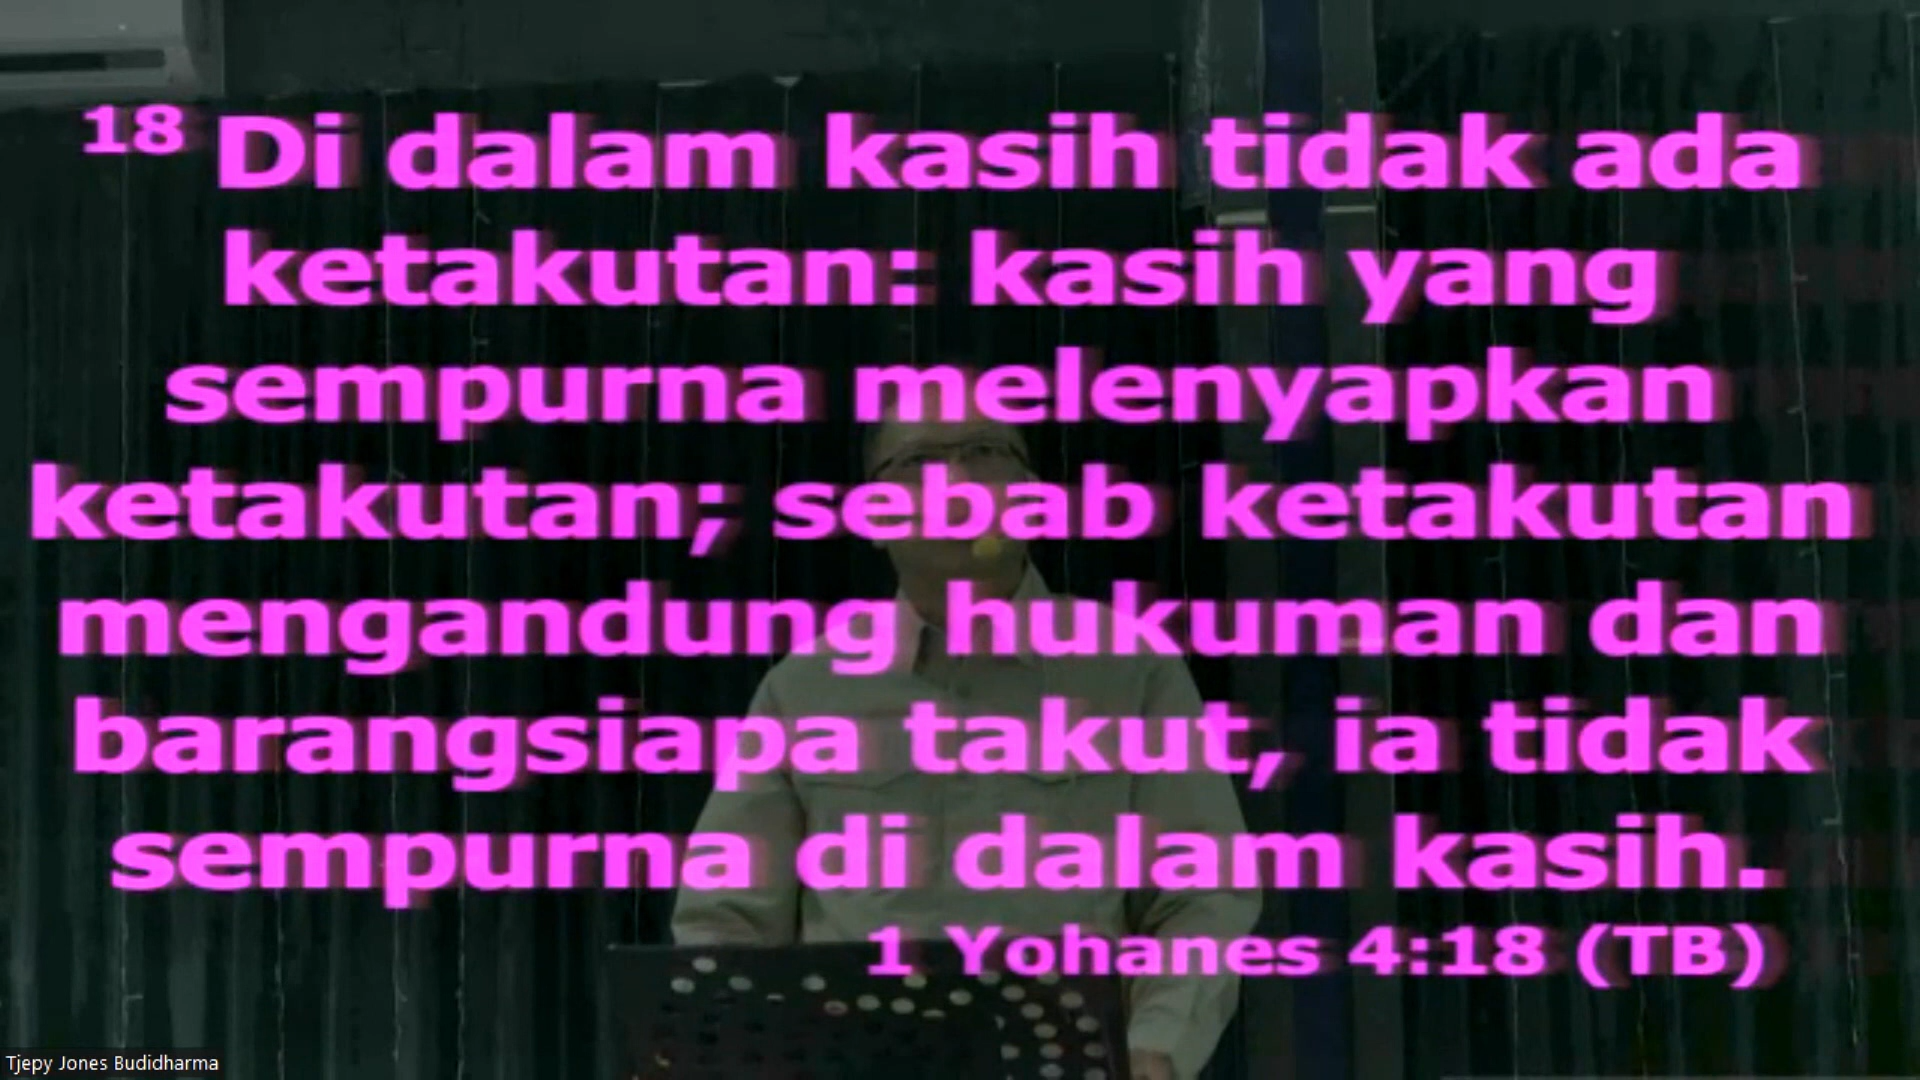 18 Di dalam kasih tidak ada
ketakutan: kasih yang
sempurna melenyapkan
ketakutan; sebab ketakutan
mengandung hukuman dan
barangsiapa takut, ia tidak
sempurna di dalam kasih.
1 Yohanes 4:18 (TB)
Tjepy Jones Budidharma